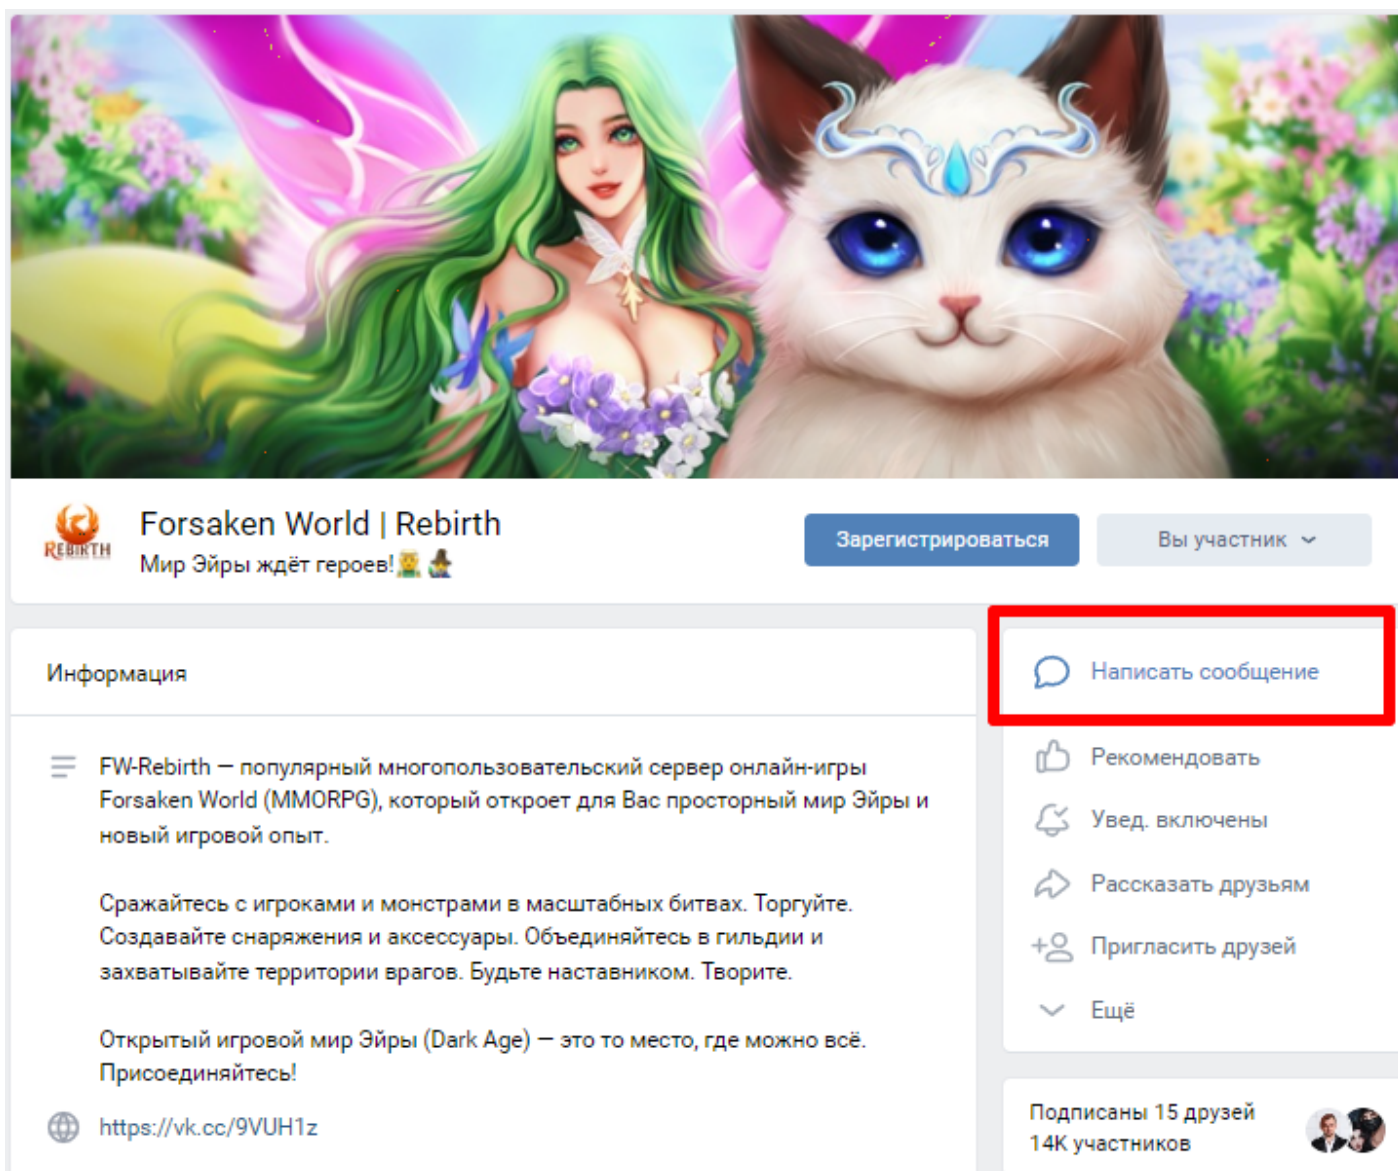 REBIRTH
Forsaken World | Rebirth
Мир Эйры ждёт героев!
Зарегистрироваться
Вы участник
Информация
FW-Rebirth — популярный многопользовательский сервер онлайн-игры
Forsaken World (MMORPG), который откроет для Вас просторный мир Эйры и
новый игровой опыт.
Сражайтесь с игроками и монстрами в масштабных битвах. Торгуйте.
Создавайте снаряжения и аксессуары. Объединяйтесь в гильдии и
захватывайте территории врагов. Будьте наставником. Творите.
Открытый игровой мир Эйры (Dark Age) — это то место, где можно всё.
Присоединяйтесь!
https://vk.cc/9VUH1z
Написать сообщение
Рекомендовать
Увед. включены
Рассказать друзьям
Пригласить друзей
Ещё
Подписаны 15 друзей
14K участников